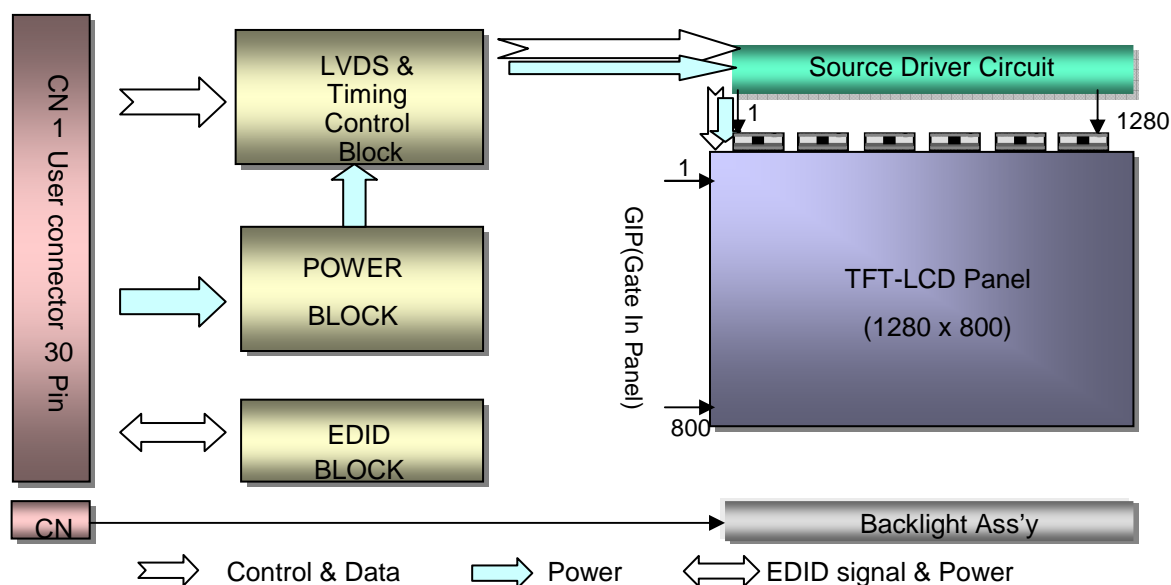 CN 1 User connector 30 Pin
LVDS &
Timing
Control
Block
Source Driver Circuit
1
1280
1
GIP(Gate In Panel)
800
POWER
BLOCK
TFT-LCD Panel
(1280 x 800)
EDID
BLOCK
CN
Backlight Ass'y
Control & Data
Power
EDID signal & Power